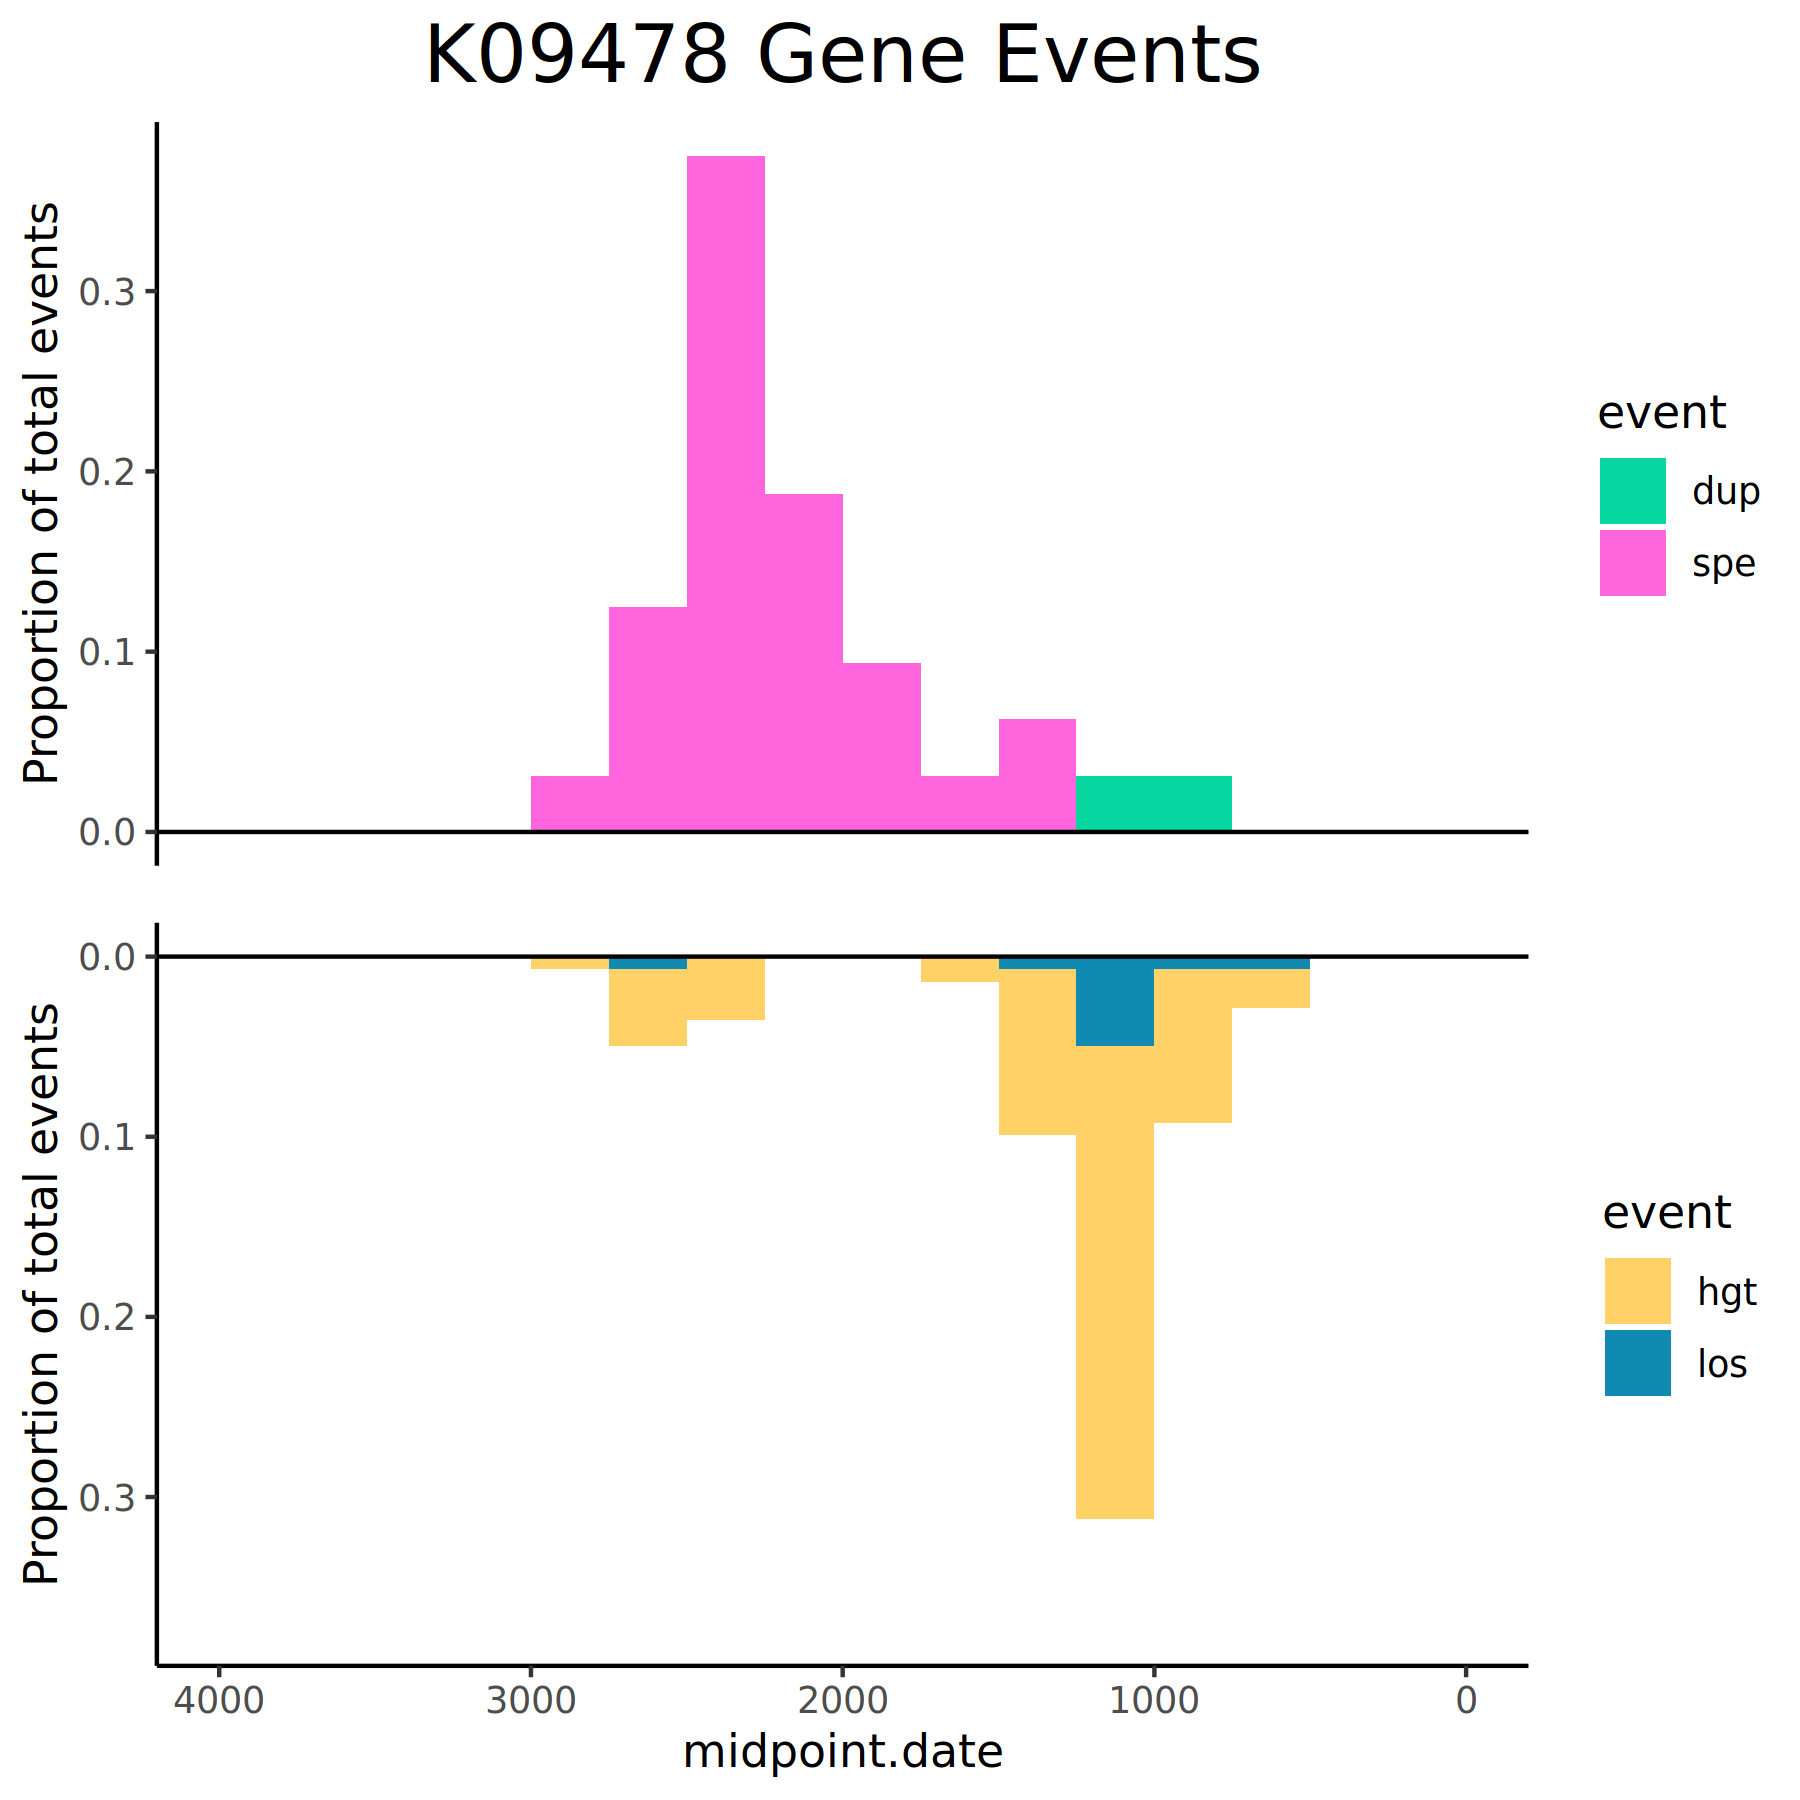 K09478 Gene Events
Proportion of total events
0.3
0.2
0.1
0.0
event
dup
spe
Proportion of total events
0.0
0.1
0.2
0.3
event
hgt
los
4000 3000 2000 1000 0
midpoint.date